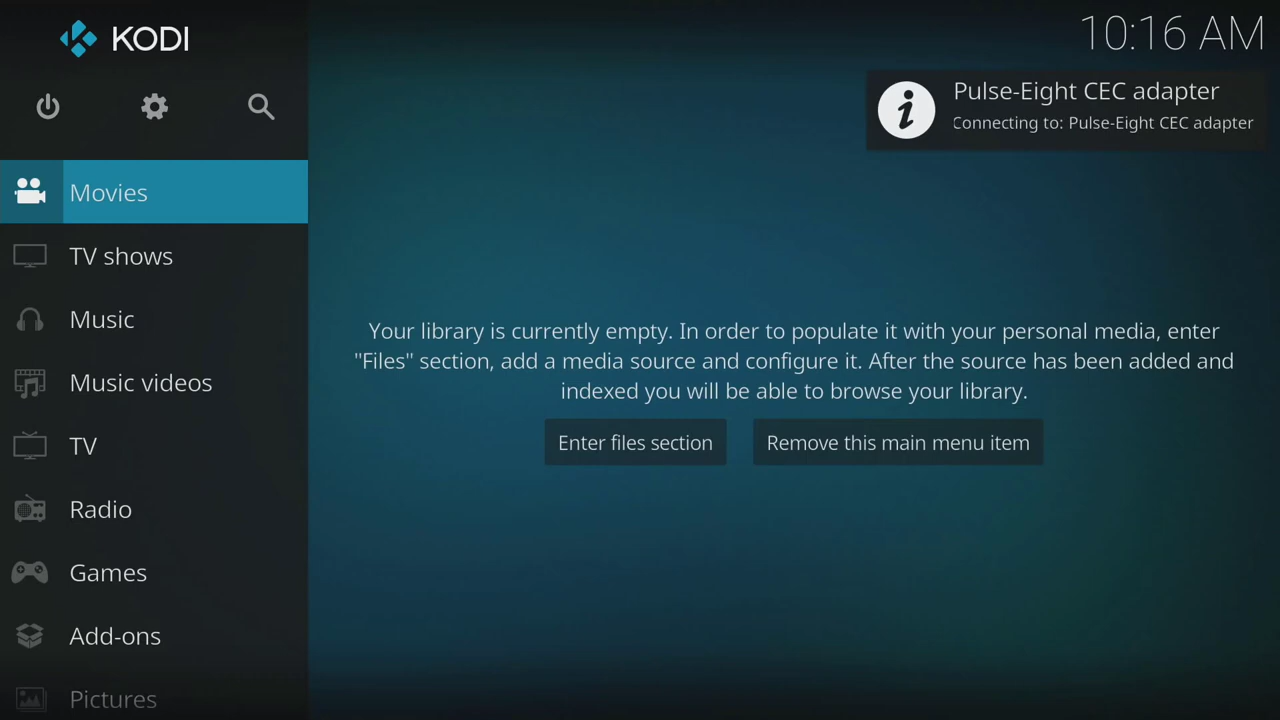 KODI
10:16 AM
Pulse-Eight CEC adapter
Connecting to: Pulse-Eight CEC adapter
Movies
TV shows
Music
Music videos
TV
Radio
Games
Add-ons
Pictures
Your library is currently empty. In order to populate it with your personal media, enter
"Files" section, add a media source and configure it. After the source has been added and
indexed you will be able to browse your library.
Enter files section
Remove this main menu item